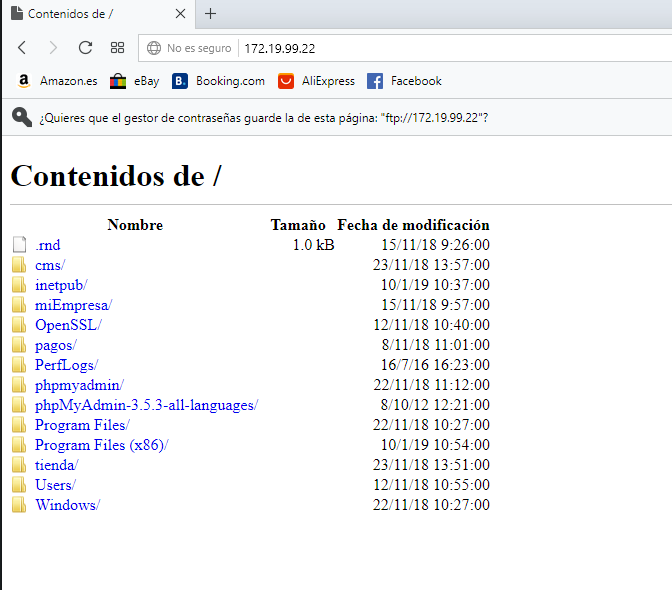 Contenidos de /
No es seguro 172.19.99.22
Amazon.es eBay Booking.com AliExpress Facebook
¿Quieres que el gestor de contraseñas guarde la de esta página: "ftp://172.19.99.22"?
Contenidos de /
Nombre Tamaño Fecha de modificación
.rnd 1.0 kB 15/11/18 9:26:00
cms/ 23/11/18 13:57:00
inetpub/ 10/1/19 10:37:00
miEmpresa/ 15/11/18 9:57:00
OpenSSL/ 12/11/18 10:40:00
pagos/ 8/11/18 11:01:00
PerfLogs/ 16/7/16 16:23:00
phpmyadmin/ 22/11/18 11:12:00
phpMyAdmin-3.5.3-all-languages/ 8/10/12 12:21:00
Program Files/ 22/11/18 10:27:00
Program Files (x86)/ 10/1/19 10:54:00
tienda/ 23/11/18 13:51:00
Users/ 12/11/18 10:55:00
Windows/ 22/11/18 10:27:00